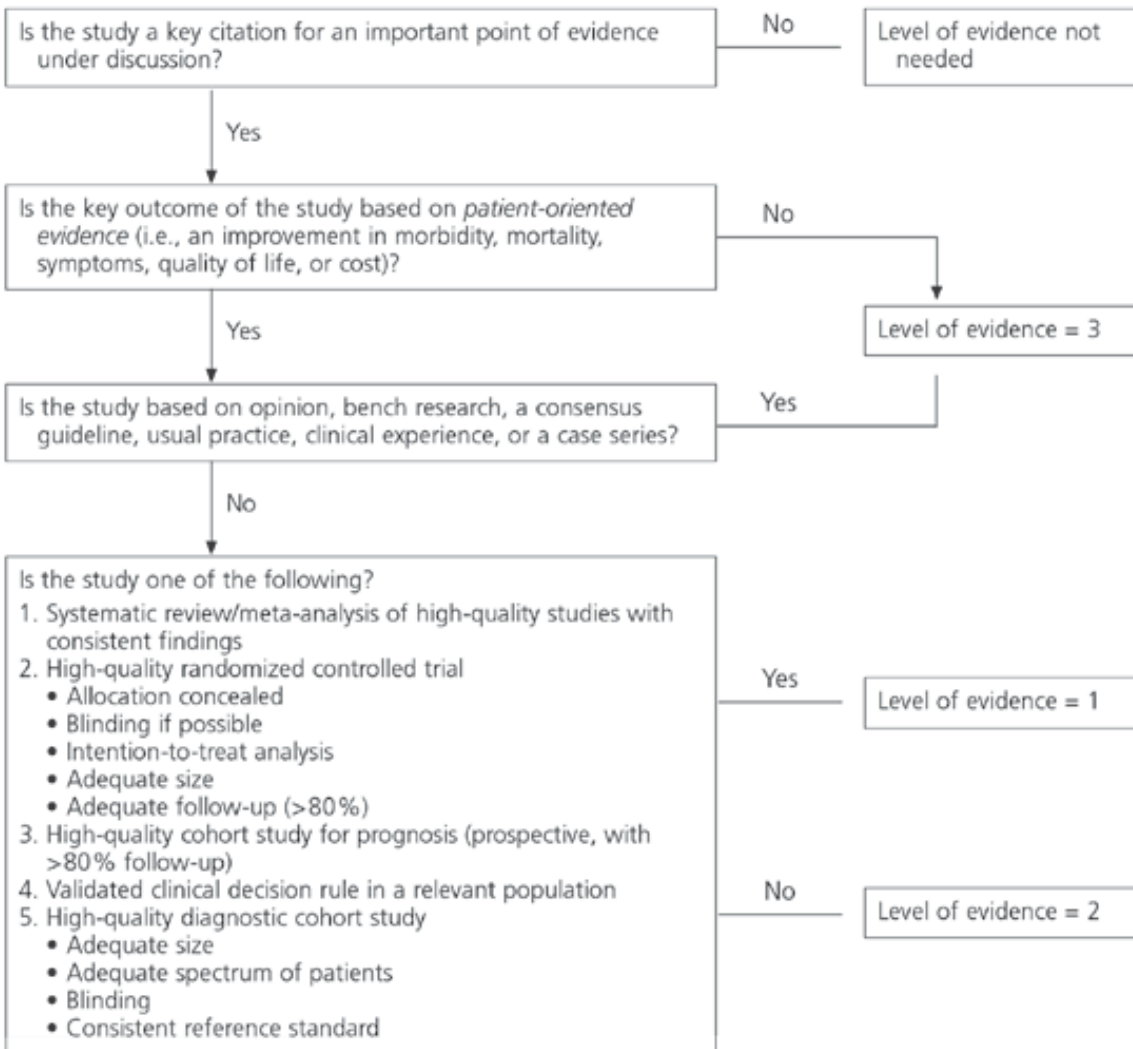 Is the study a key citation for an important point of evidence
under discussion?
No
Level of evidence not
needed
Yes
Is the key outcome of the study based on patient-oriented
evidence (i.e., an improvement in morbidity, mortality,
symptoms, quality of life, or cost)?
No
Level of evidence = 3
Yes
Is the study based on opinion, bench research, a consensus
guideline, usual practice, clinical experience, or a case series?
Yes
No
Is the study one of the following?
1. Systematic review/meta-analysis of high-quality studies with
consistent findings
2. High-quality randomized controlled trial
• Allocation concealed
• Blinding if possible
• Intention-to-treat analysis
• Adequate size
• Adequate follow-up (>80%)
3. High-quality cohort study for prognosis (prospective, with
>80% follow-up)
4. Validated clinical decision rule in a relevant population
5. High-quality diagnostic cohort study
• Adequate size
• Adequate spectrum of patients
• Blinding
• Consistent reference standard
Yes
Level of evidence = 1
No
Level of evidence = 2